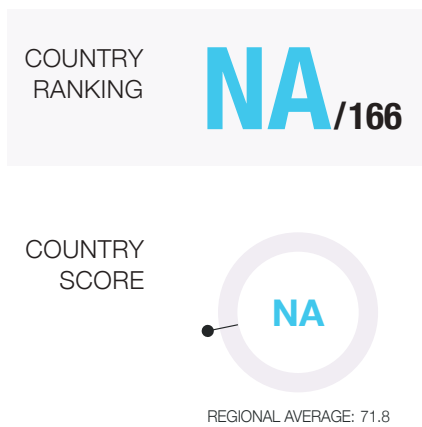 COUNTRY
RANKING
NA/166
COUNTRY
SCORE
NA
REGIONAL AVERAGE: 71.8